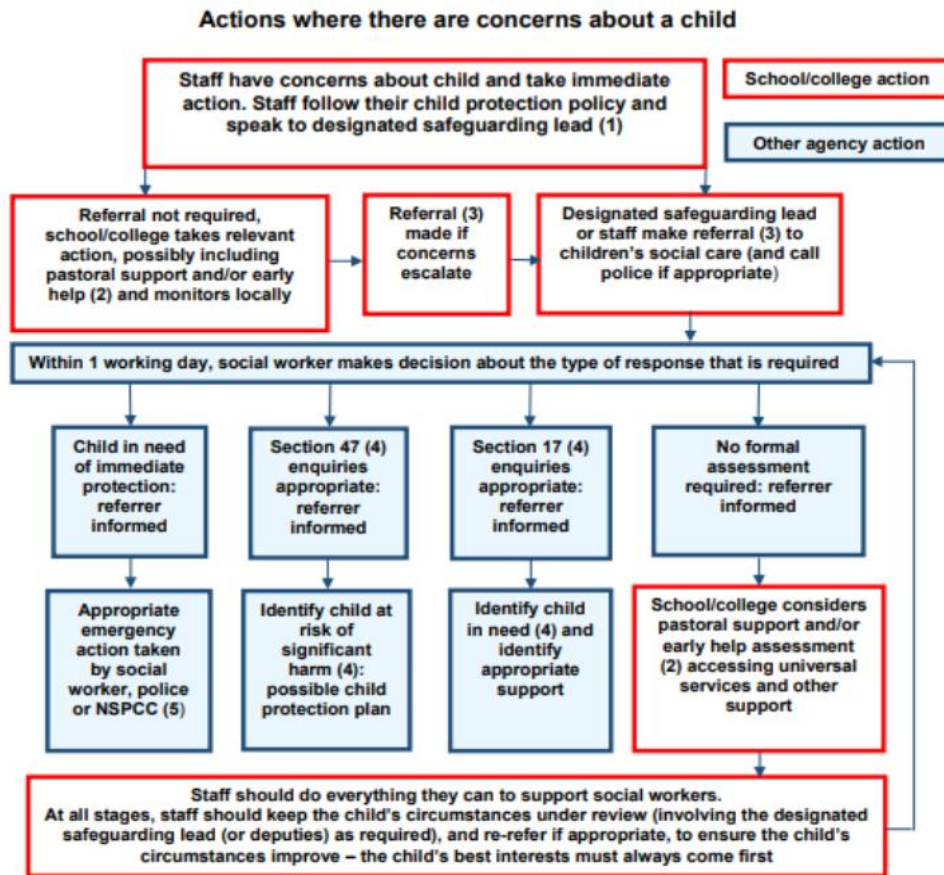 Actions where there are concerns about a child
Staff have concerns about child and take immediate
action. Staff follow their child protection policy and
speak to designated safeguarding lead (1)
School/college action
Other agency action
Referral not required,
school/college takes relevant
action, possibly including
pastoral support and/or early
help (2) and monitors locally
Referral (3)
made if
concerns
escalate
Designated safeguarding lead
or staff make referral (3) to
children’s social care (and call
police if appropriate)
Within 1 working day, social worker makes decision about the type of response that is required
Child in need
of immediate
protection:
referrer
informed
Section 47 (4)
enquiries
appropriate:
referrer
informed
Section 17 (4)
enquiries
appropriate:
referrer
informed
No formal
assessment
required: referrer
informed
Appropriate
emergency
action taken
by social
worker, police
or NSPCC (5)
Identify child at
risk of
significant
harm (4):
possible child
protection plan
Identify child
in need (4) and
identify
appropriate
support
School/college considers
pastoral support and/or
early help assessment
(2) accessing universal
services and other
support
Staff should do everything they can to support social workers.
At all stages, staff should keep the child’s circumstances under review (involving the designated
safeguarding lead (or deputies) as required), and re-refer if appropriate, to ensure the child’s
circumstances improve – the child’s best interests must always come first